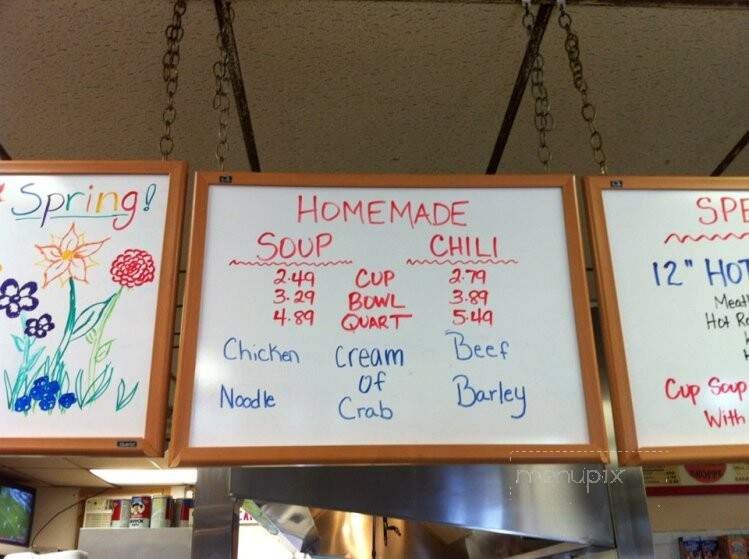 Spring!
HOMEMADE
SOUP CHILI
2.49 CUP 2.79
3.29 BOWL 3.89
4.89 QUART 5.49
Chicken Cream Beef
of
Noodle Crab Barley
SPE
12" HOT
Meat
Hot Ro
Cup Soup
With
menupix